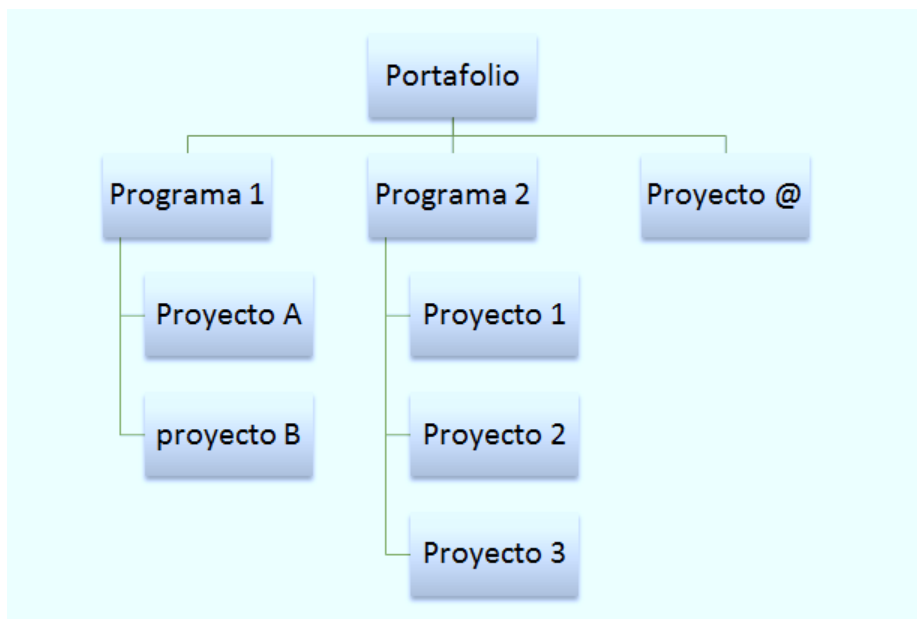 Portafolio
Programa 1
Programa 2
Proyecto @
Proyecto A
Proyecto 1
proyecto B
Proyecto 2
Proyecto 3